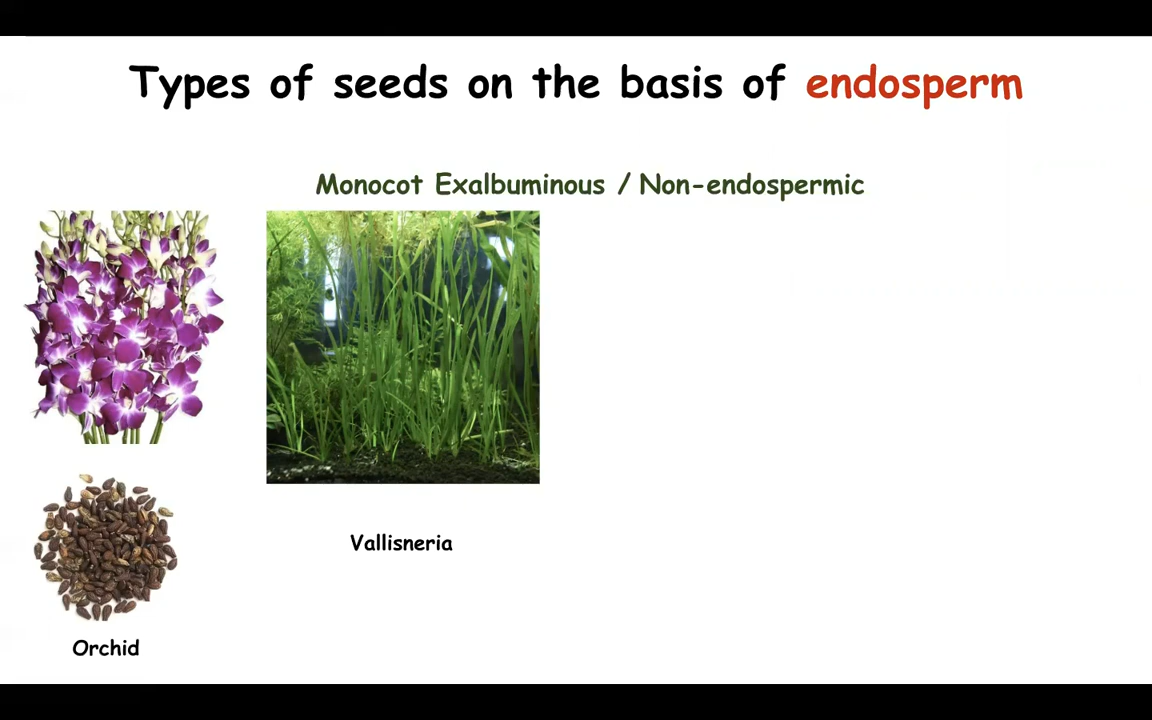 Types of seeds on the basis of endosperm
Monocot Exalbuminous / Non-endospermic
Vallisneria
Orchid